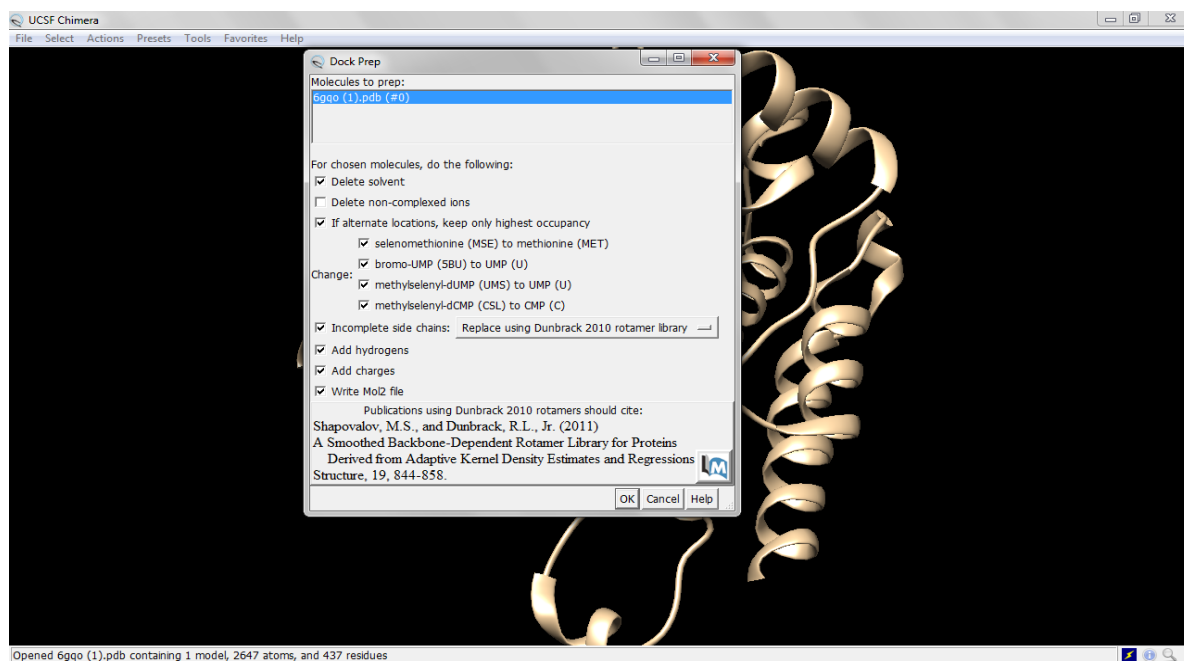 UCSF Chimera
File Select Actions Presets Tools Favorites Help
Dock Prep
Molecules to prep:
6gqo (1).pdb (#0)
For chosen molecules, do the following:
Delete solvent
Delete non-complexed ions
If alternate locations, keep only highest occupancy
Change:
selenomethionine (MSE) to methionine (MET)
bromo-UMP (5BU) to UMP (U)
methylselenyl-dUMP (UMS) to UMP (U)
methylselenyl-dCMP (CSL) to CMP (C)
Incomplete side chains: Replace using Dunbrack 2010 rotamer library
Add hydrogens
Add charges
Write Mol2 file
Publications using Dunbrack 2010 rotamers should cite:
Shapovalov, M.S., and Dunbrack, R.L., Jr. (2011)
A Smoothed Backbone-Dependent Rotamer Library for Proteins
Derived from Adaptive Kernel Density Estimates and Regressions
Structure, 19, 844-858.
OK Cancel Help
Opened 6gqo (1).pdb containing 1 model, 2647 atoms, and 437 residues